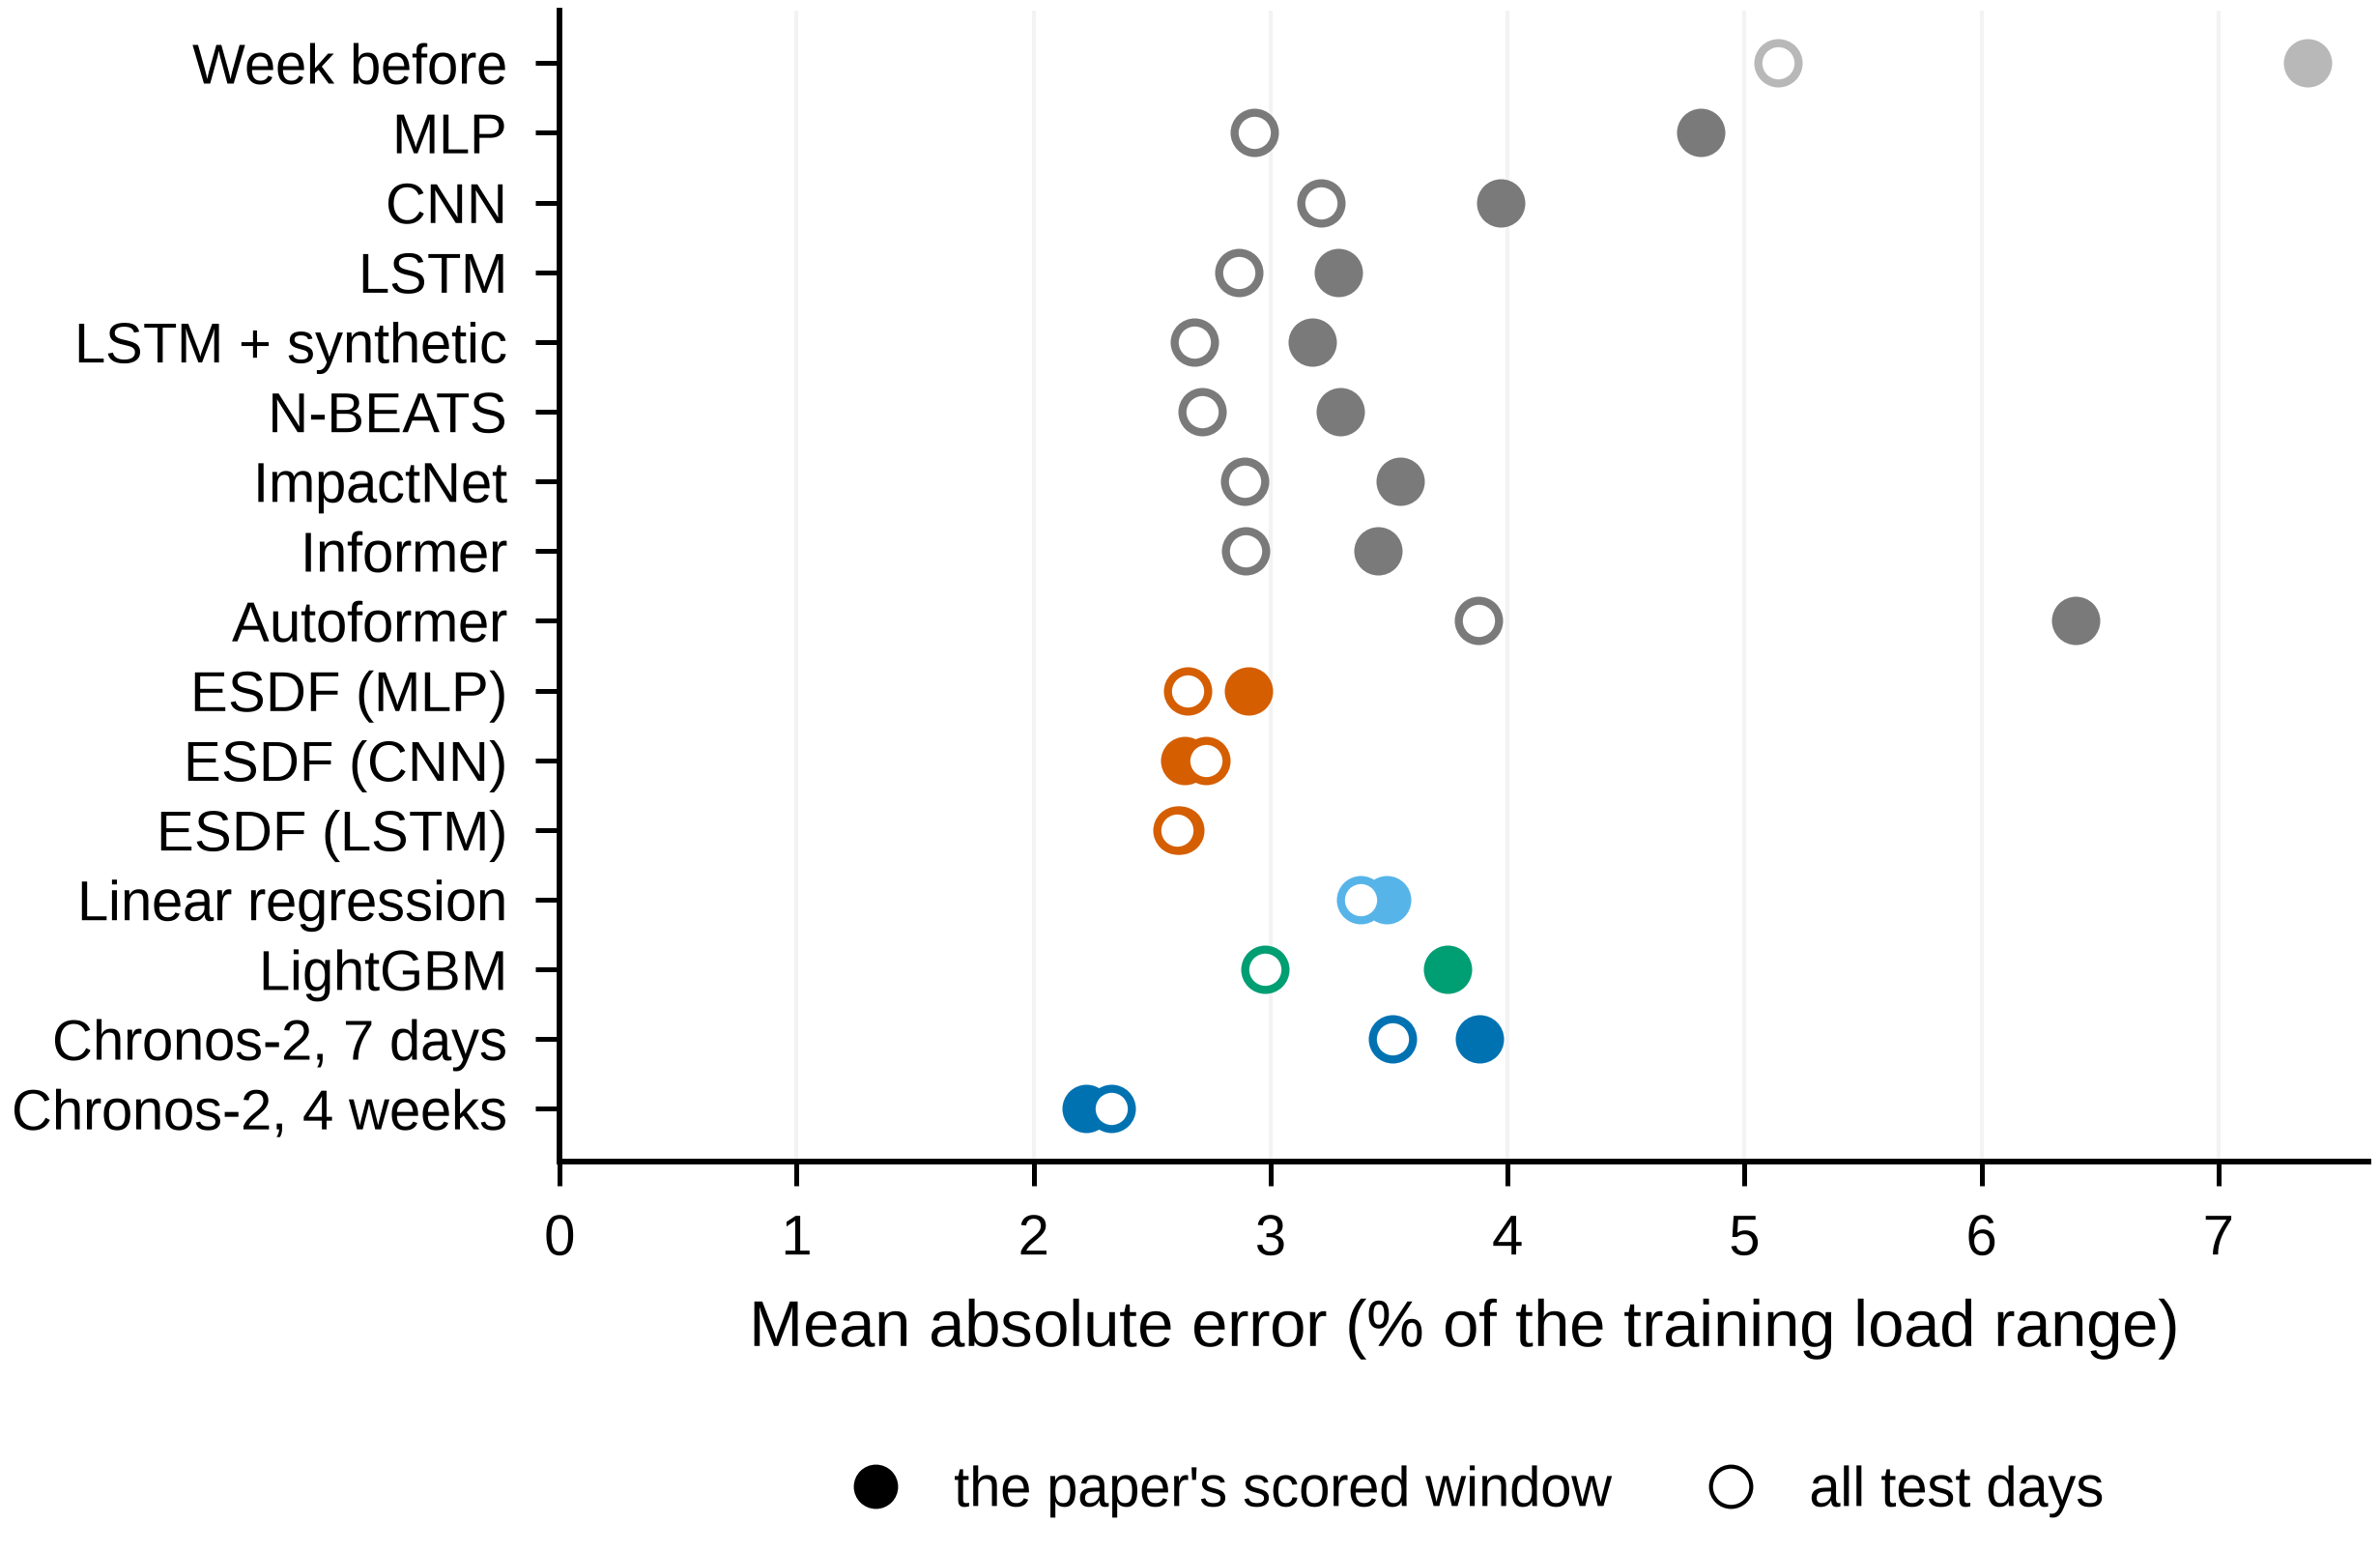 Week before
MLP
CNN
LSTM
LSTM + synthetic
N-BEATS
ImpactNet
Informer
Autoformer
ESDF (MLP)
ESDF (CNN)
ESDF (LSTM)
Linear regression
LightGBM
Chronos-2, 7 days
Chronos-2, 4 weeks
0 1 2 3 4 5 6 7
Mean absolute error (% of the training load range)
the paper's scored window all test days